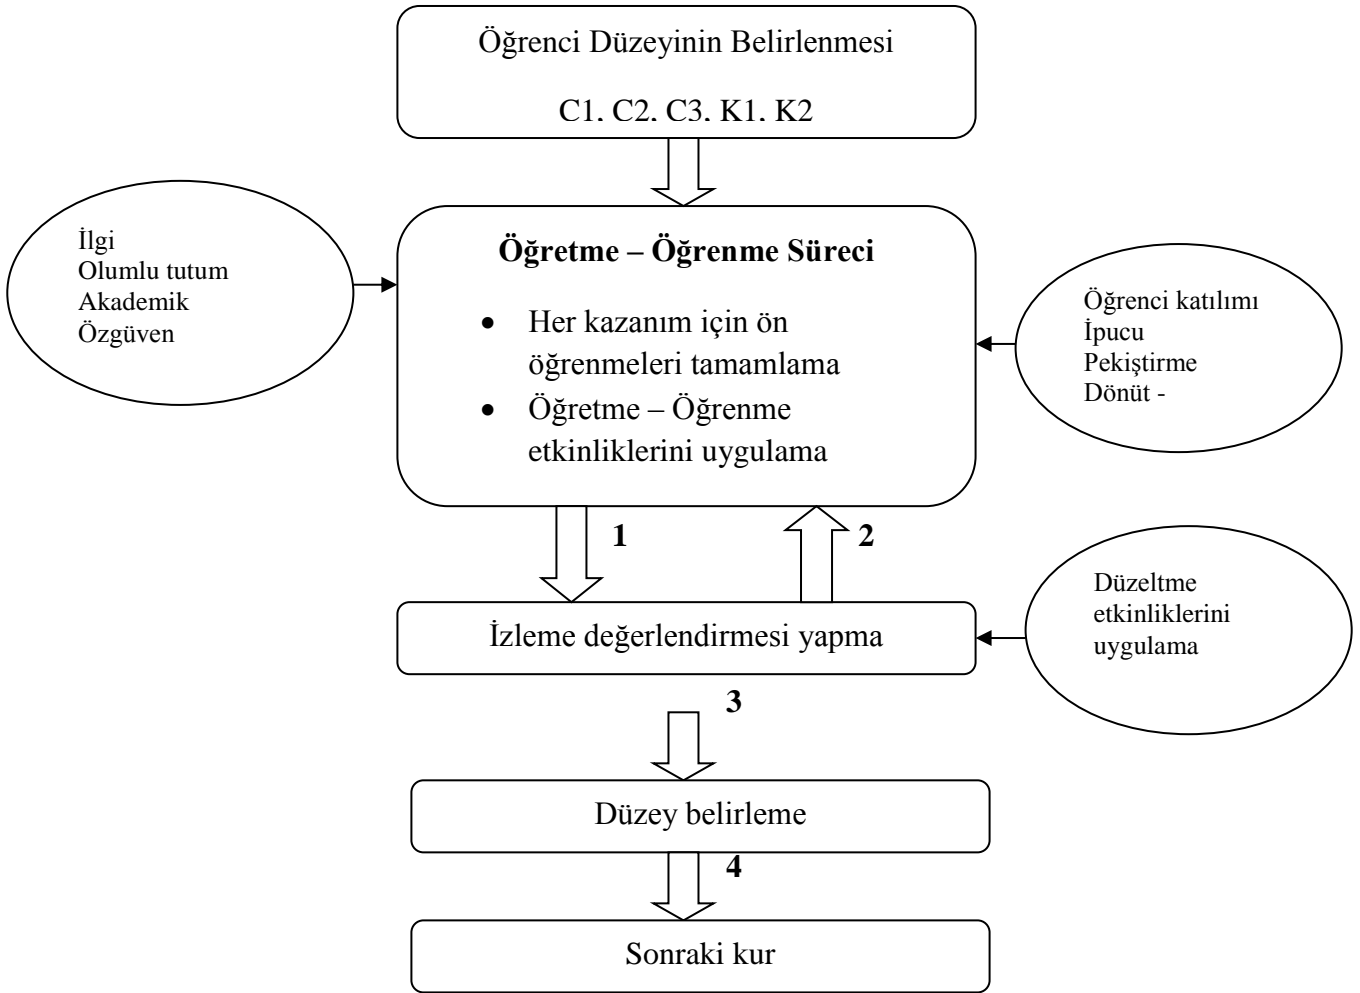 Öğrenci Düzeyinin Belirlenmesi
C1, C2, C3, K1, K2
İlgi
Olumlu tutum
Akademik
Özgüven
Öğretme – Öğrenme Süreci
• Her kazanım için ön
öğrenmeleri tamamlama
• Öğretme – Öğrenme
etkinliklerini uygulama
Öğrenci katılımı
İpucu
Pekiştirme
Dönüt -
1
2
İzleme değerlendirmesi yapma
Düzeltme
etkinliklerini
uygulama
3
Düzey belirleme
4
Sonraki kur